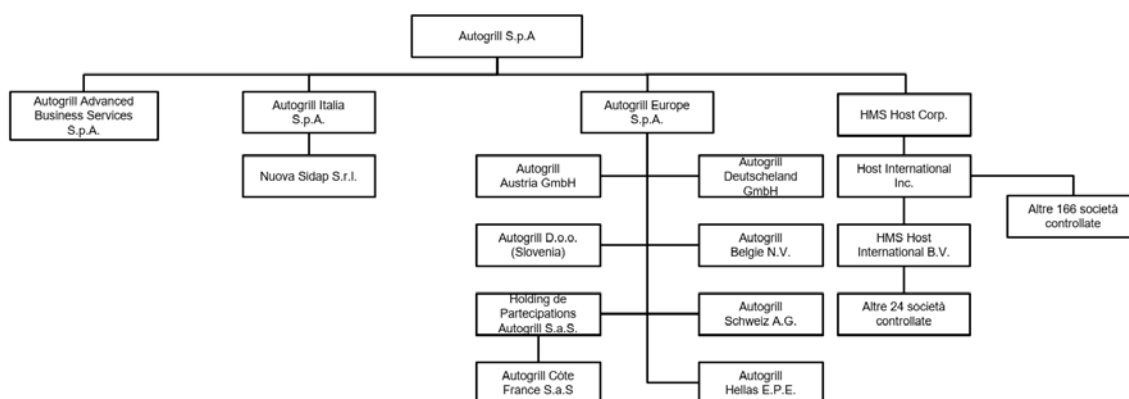 Autogrill S.p.A
Autogrill Advanced
Business Services
S.p.A.
Autogrill Italia
S.p.A.
Autogrill Europe
S.p.A.
HMS Host Corp.
Nuova Sidap S.r.l.
Autogrill
Austria GmbH
Autogrill
Deutscheland
GmbH
Host International
Inc.
Altre 166 società
controllate
Autogrill D.o.o.
(Slovenia)
Autogrill
Belgie N.V.
HMS Host
International B.V.
Holding de
Partecipations
Autogrill S.a.S.
Autogrill
Schweiz A.G.
Altre 24 società
controllate
Autogrill Côte
France S.a.S
Autogrill
Hellas E.P.E.